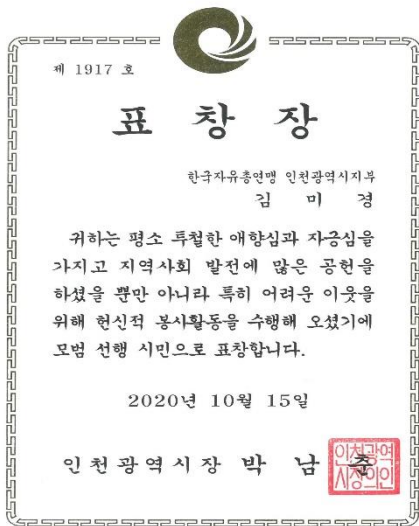 제 1917 호
표 창 장
한국자유총연맹 인천광역시지부
김 미 경
귀하는 평소 투철한 애향심과 자긍심을
가지고 지역사회 발전에 많은 공헌을
하셨을 뿐만 아니라 특히 어려운 이웃을
위해 헌신적 봉사활동을 수행해 오셨기에
모범 선행 시민으로 표창합니다.
2020년 10월 15일
인천광역시장 박 남 춘
인천광역
시장의인